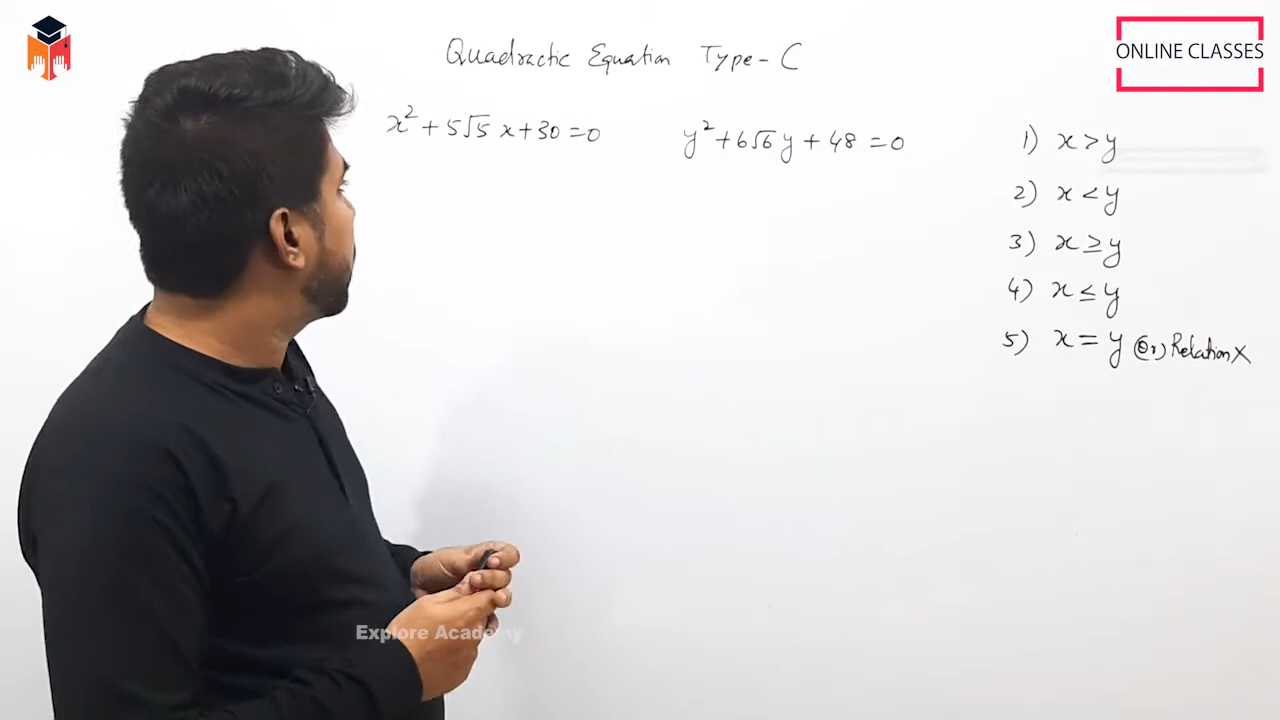 Quadractic Equation Type - C
ONLINE CLASSES
x² + 5√5 x + 30 = 0
y² + 6√6 y + 48 = 0
1) x > y
2) x < y
3) x ≥ y
4) x ≤ y
5) x = y (or) Relation X
Explore Academy